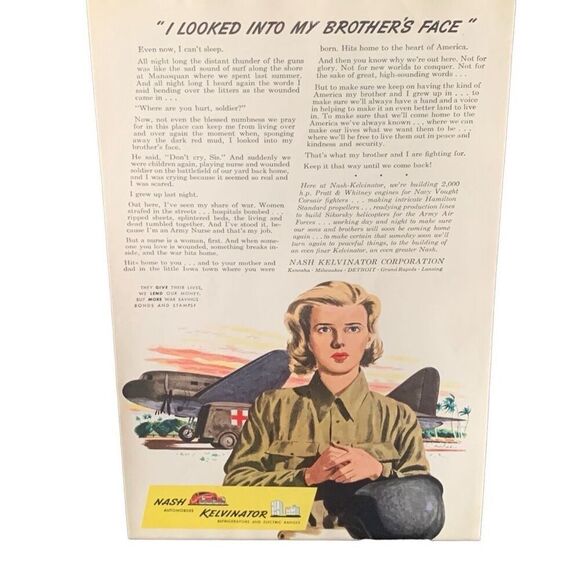 "I LOOKED INTO MY BROTHER'S FACE"
Even now, I can't sleep.
All night long the distant thunder of the guns
was like the sad sound of surf along the shore
at Manasquan where we spent last summer.
And all night long I heard again the words I
said bending over the litters as the wounded
came in . . .
"Where are you hurt, soldier?"
Now, not even the blessed numbness we pray
for in this place can keep me from living over
and over again the moment when, sponging
away the dark red mud, I looked into my
brother's face.
He said, "Don't cry, Sis." And suddenly we
were children again, playing nurse and wounded
soldier on the battlefield of our yard back home,
and I was crying because it seemed so real and
I was scared.
I grew up last night.
Out here, I've seen my share of war. Women
strafed in the streets . . . hospitals bombed . . .
ripped sheets, splintered beds, the living and
dead tumbled together. And I've stood it, be-
cause I'm an Army Nurse and that's my job.
But a nurse is a woman, first. And when some-
one you love is wounded, something breaks in-
side, and the war hits home.
Hits home to you . . . and to your mother and
dad in the little Iowa town where you were
born. Hits home to the heart of America.
And then you know why we're out here. Not for
glory. Not for new worlds to conquer. Not for
the sake of great, high-sounding words . . .
But to make sure we keep on having the kind of
America my brother and I grew up in . . . to
make sure we'll always have a hand and a voice
in helping to make it an even better land to live
in. To make sure that we'll come home to the
America we've always known . . . where we can
make our lives what we want them to be . . .
where we'll be free to live them out in peace and
kindness and security.
That's what my brother and I are fighting for.
Keep it that way until we come back!
• • •
Here at Nash-Kelvinator, we're building 2,000
h.p. Pratt & Whitney engines for Navy Vought
Corsair fighters . . . making intricate Hamilton
Standard propellers . . . readying production lines
to build Sikorsky helicopters for the Army Air
Forces . . . working day and night to make sure
our sons and brothers will soon be coming home
again . . . to make certain that someday soon we'll
turn again to peaceful things, to the building of
an even finer Kelvinator, an even greater Nash.
NASH KELVINATOR CORPORATION
Kenosha · Milwaukee · DETROIT · Grand Rapids · Lansing
THEY GIVE THEIR LIVES,
WE LEND OUR MONEY,
BUY MORE WAR SAVINGS
BONDS AND STAMPS!
NASH
AUTOMOBILES
KELVINATOR
REFRIGERATORS AND ELECTRIC RANGES